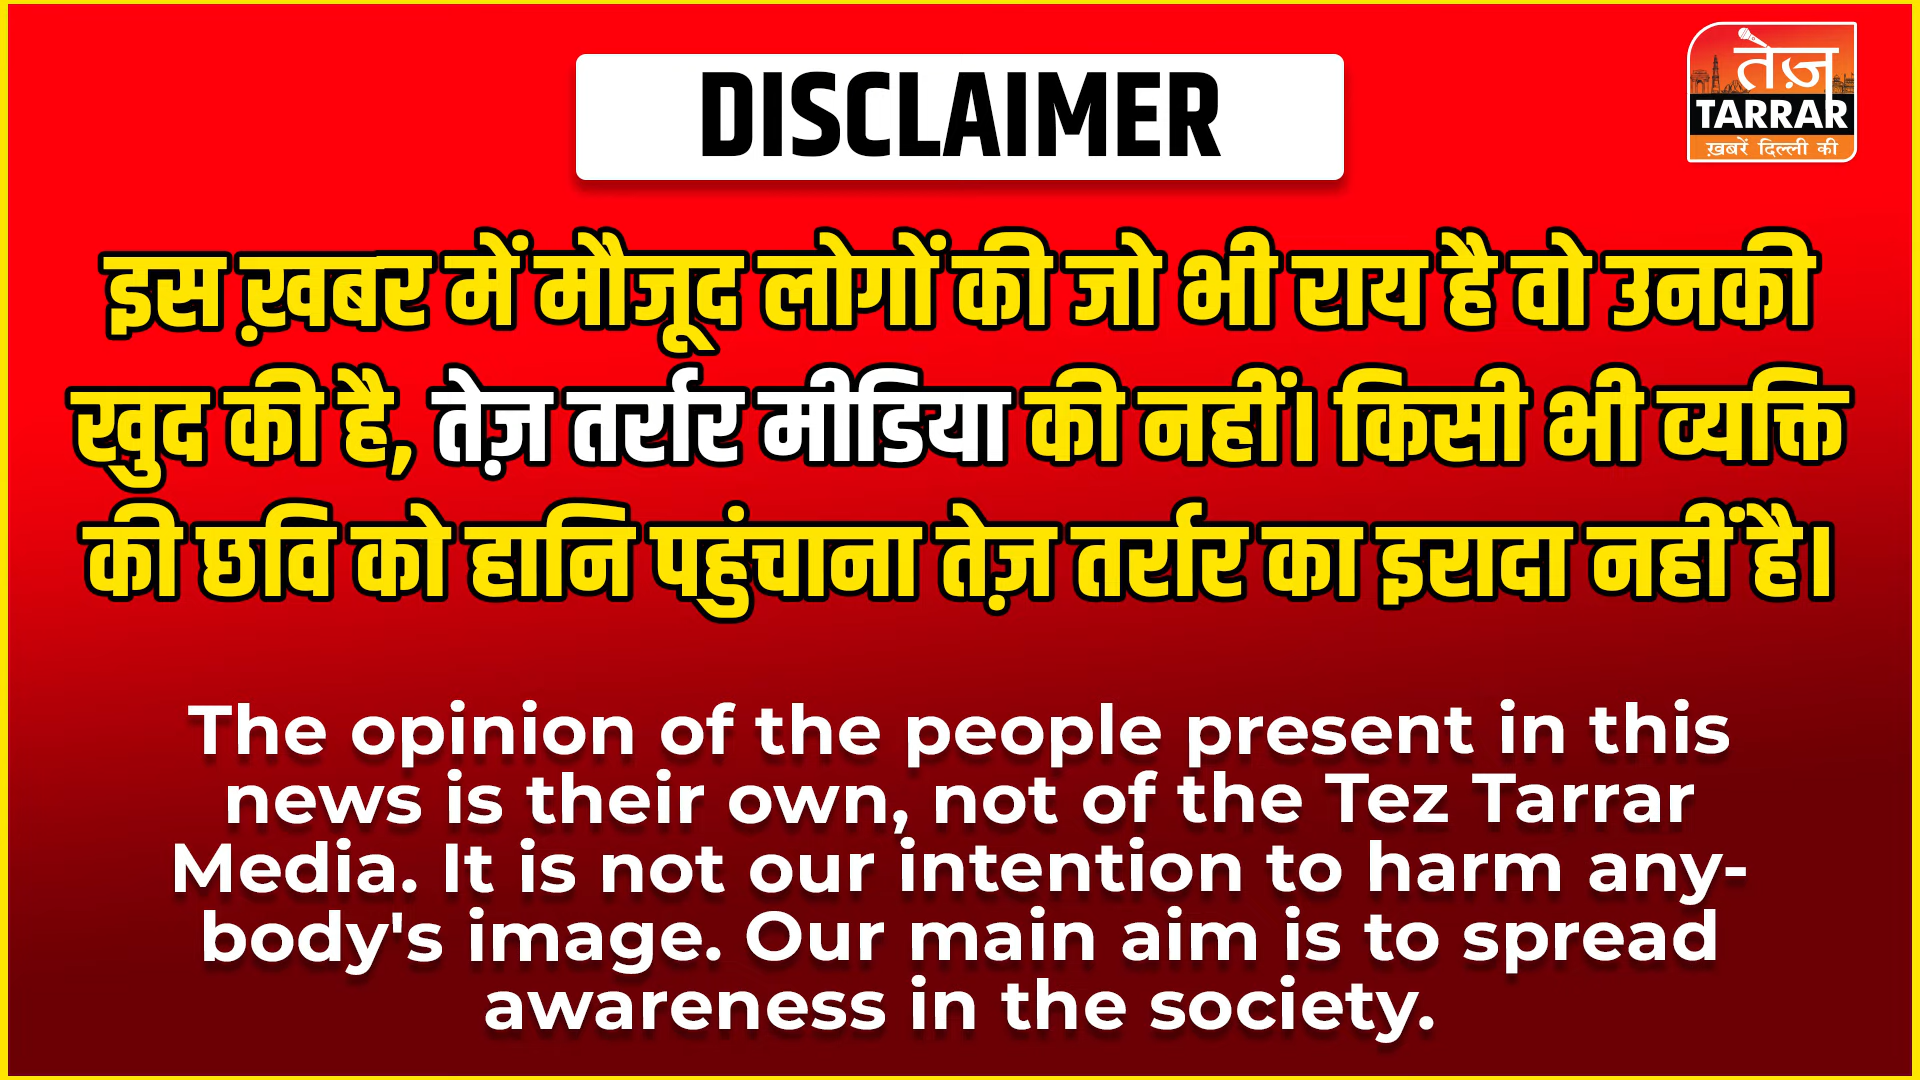 DISCLAIMER
तेज़
TARRAR
ख़बरें दिल्ली की
इस ख़बर में मौजूद लोगों की जो भी राय है वो उनकी
खुद की है, तेज़ तर्रार मीडिया की नहीं। किसी भी व्यक्ति
की छवि को हानि पहुंचाना तेज़ तर्रार का इरादा नहीं है।
The opinion of the people present in this
news is their own, not of the Tez Tarrar
Media. It is not our intention to harm any-
body's image. Our main aim is to spread
awareness in the society.